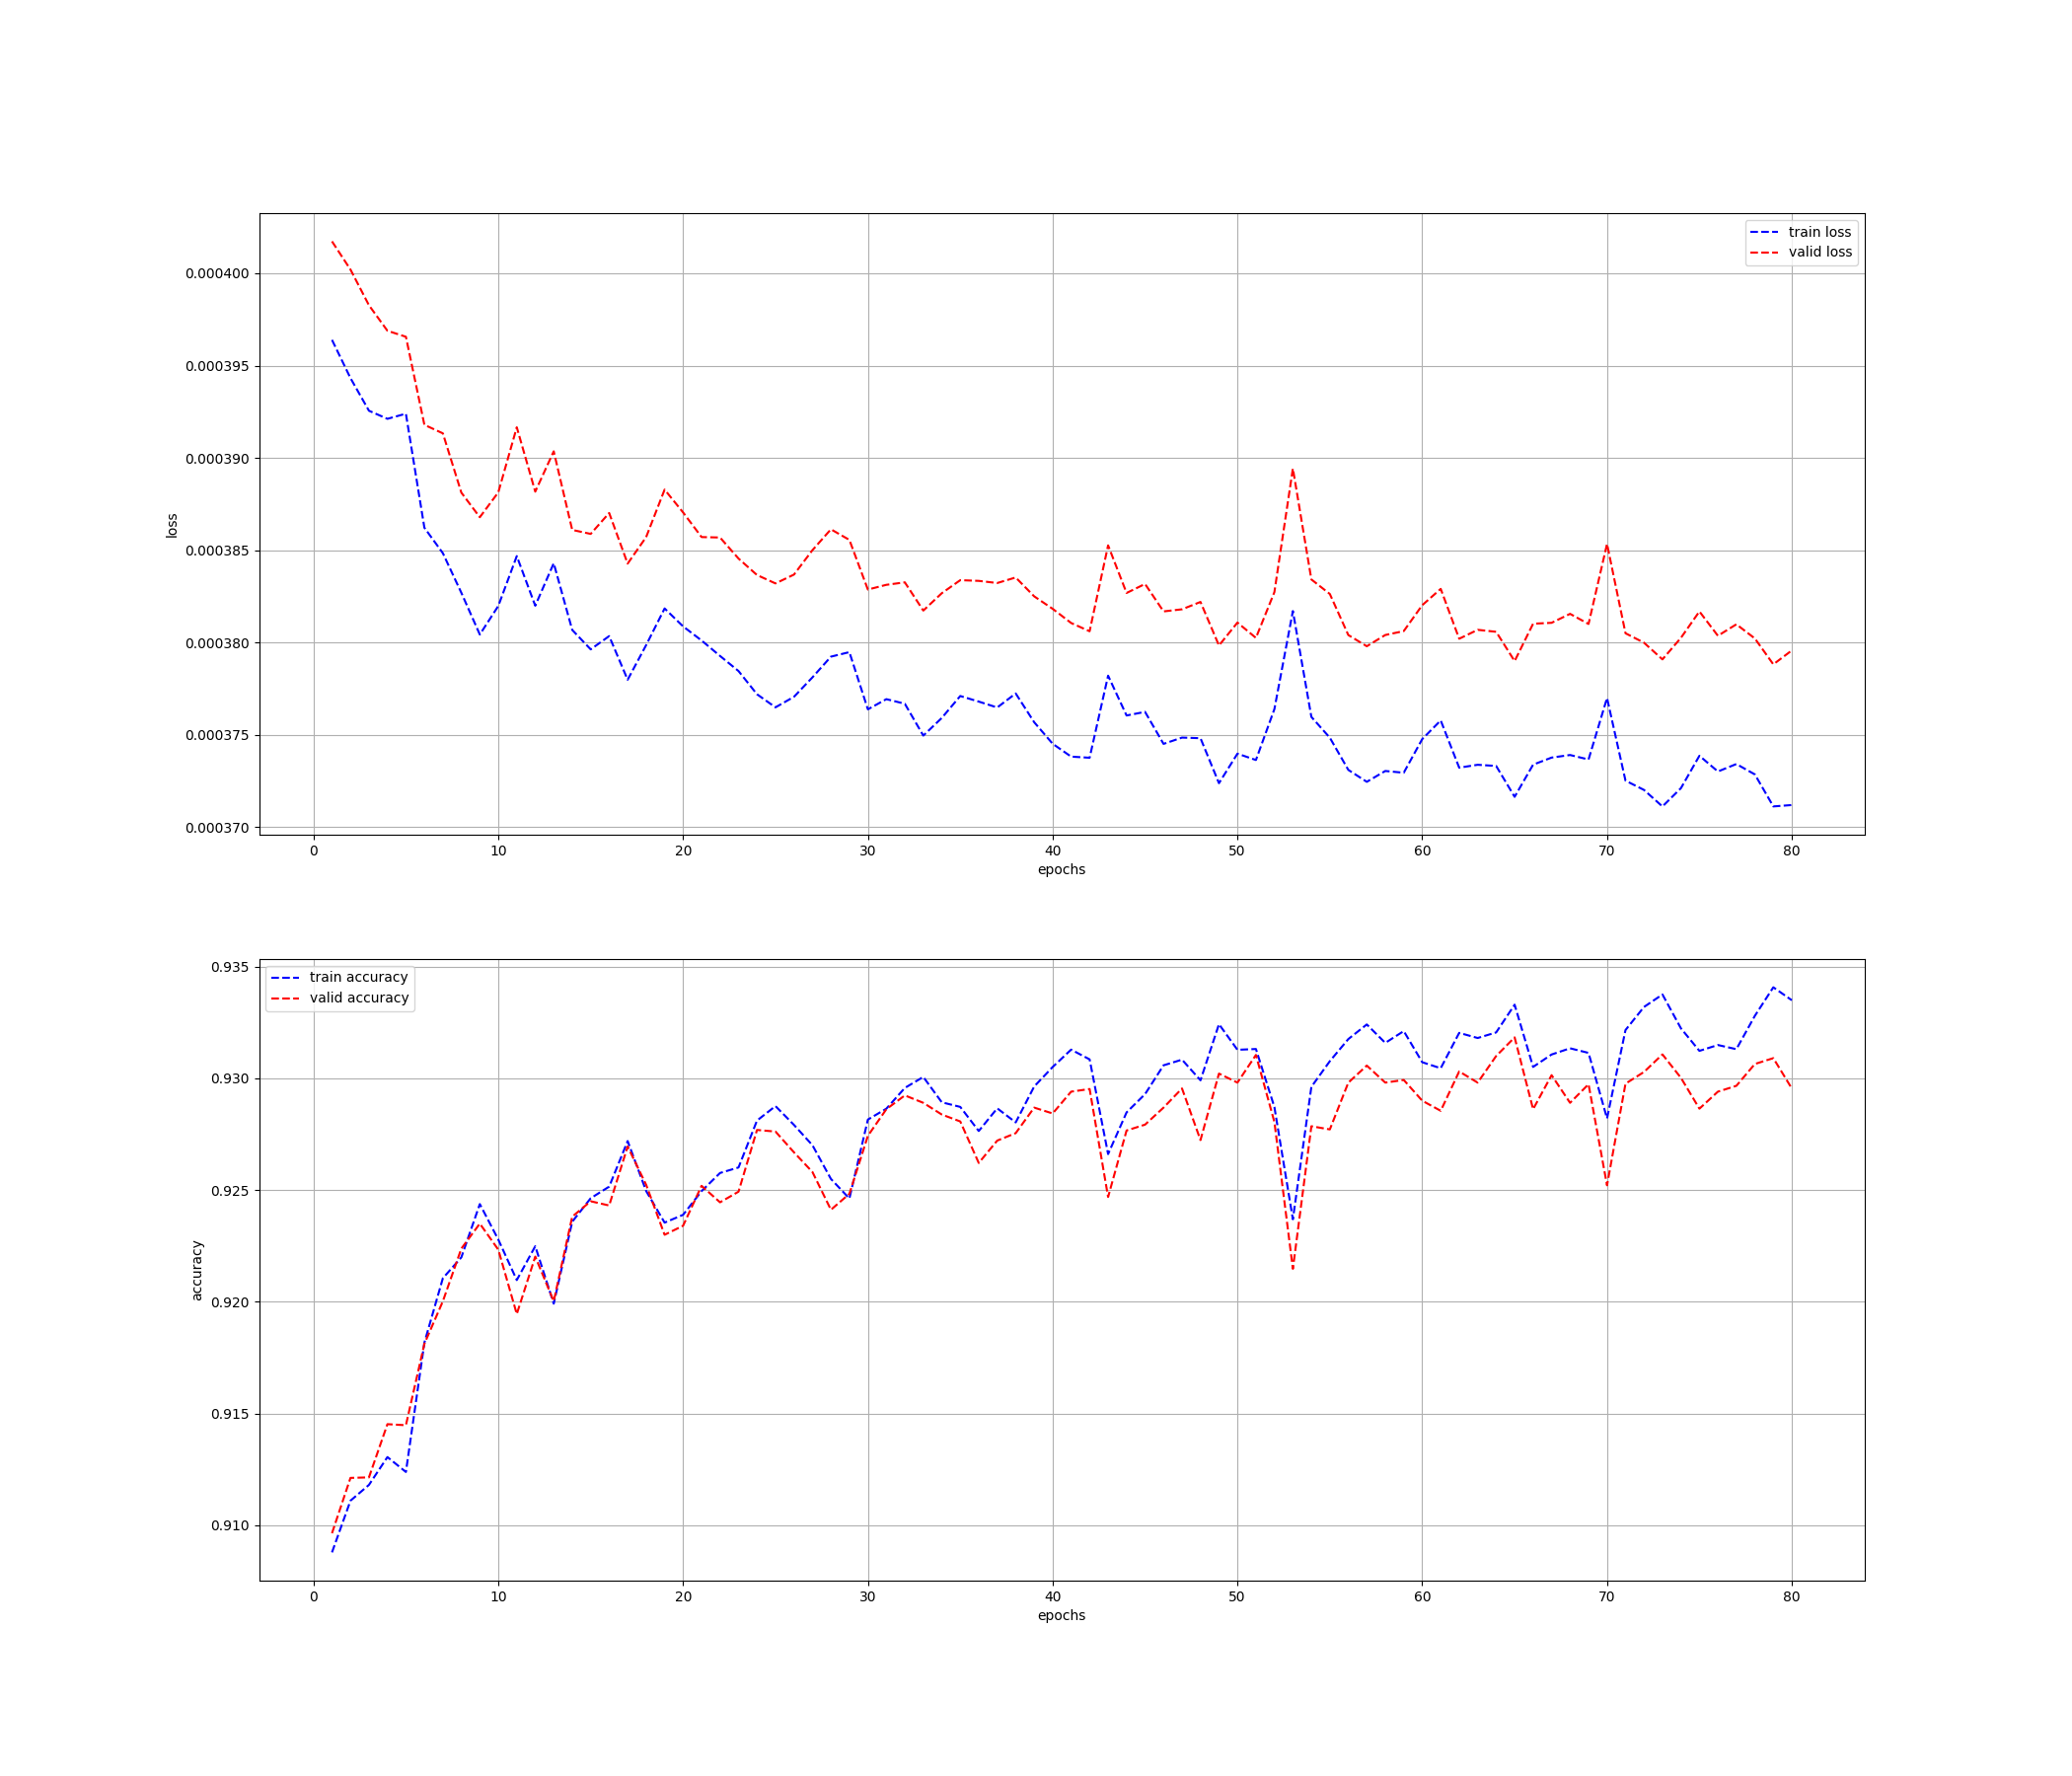 train loss
valid loss
0.000400
0.000395
0.000390
0.000385
0.000380
0.000375
0.000370
loss
0 10 20 30 40 50 60 70 80
epochs
train accuracy
valid accuracy
0.935
0.930
0.925
0.920
0.915
0.910
accuracy
0 10 20 30 40 50 60 70 80
epochs